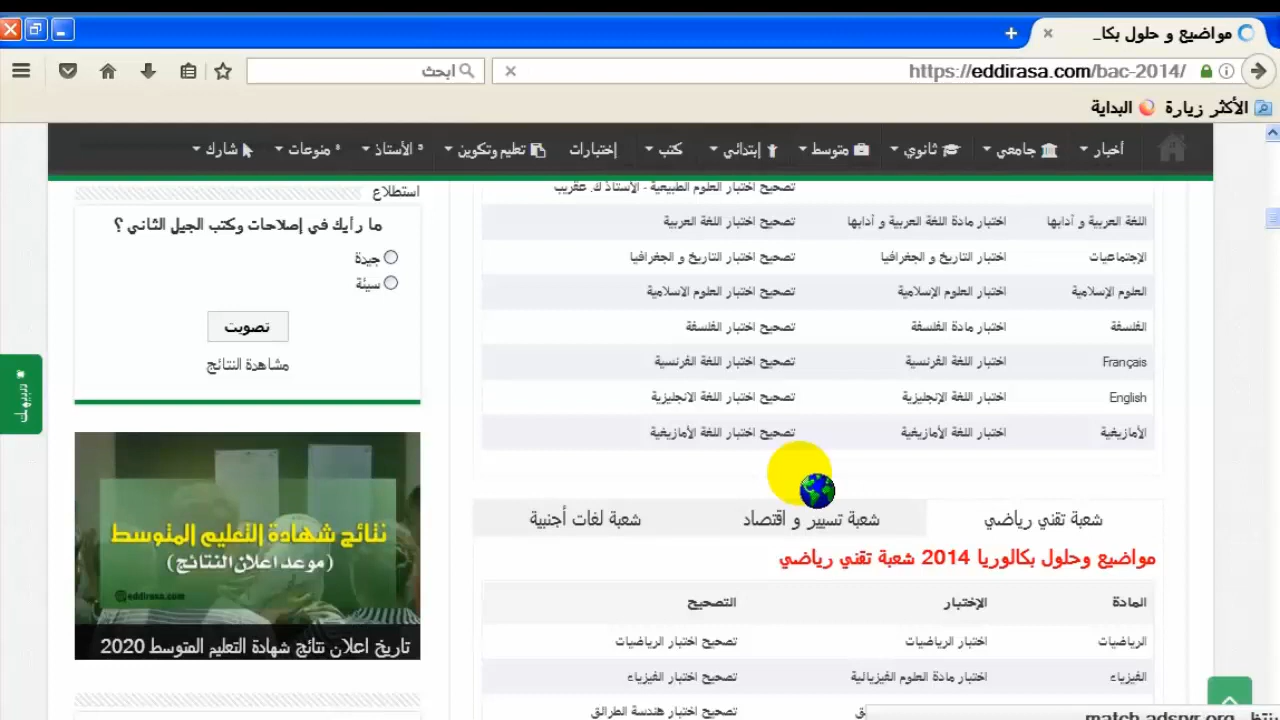 مواضيع و حلول بكا_
https://eddirasa.com/bac-2014/
ابحث
الأكثر زيارة
البداية
أخبار
جامعي
ثانوي
متوسط
إبتدائي
كتب
إختبارات
تعليم وتكوين
الأستاذ
منوعات
شارك
تصحيح اختبار العلوم الطبيعية - الأستاذ ك. عقريب
اللغة العربية و أدابها اختبار مادة اللغة العربية و أدابها تصحيح اختبار اللغة العربية
الإجتماعيات اختبار التاريخ و الجغرافيا تصحيح اختبار التاريخ و الجغرافيا
العلوم الإسلامية اختبار العلوم الإسلامية تصحيح اختبار العلوم الاسلامية
الفلسفة اختبار مادة الفلسفة تصحيح اختبار الفلسفة
Français اختبار اللغة الفرنسية تصحيح اختبار اللغة الفرنسية
English اختبار اللغة الإنجليزية تصحيح اختبار اللغة الانجليزية
الأمازيغية اختبار اللغة الأمازيغية تصحيح اختبار اللغة الأمازيغية
شعبة تقني رياضي
شعبة تسيير و اقتصاد
شعبة لغات أجنبية
مواضيع وحلول بكالوريا 2014 شعبة تقني رياضي
المادة الإختبار التصحيح
الرياضيات اختبار الرياضيات تصحيح اختبار الرياضيات
الفيزياء اختبار مادة العلوم الفيزيائية تصحيح اختبار الفيزياء
تصحيح اختبار هندسة الطرائق
استطلاع
ما رأيك في إصلاحات وكتب الجيل الثاني ؟
جيدة
سيئة
تصويت
مشاهدة النتائج
نتائج شهادة التعليم المتوسط
(موعد اعلان النتائج)
@eddirasa.com
تاريخ اعلان نتائج شهادة التعليم المتوسط 2020